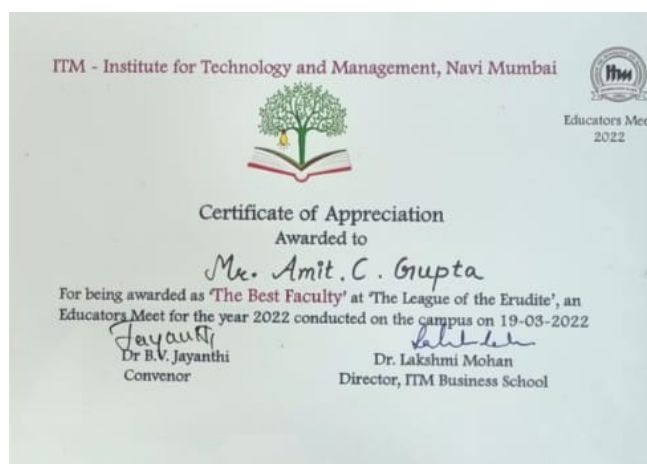 ITM - Institute for Technology and Management, Navi Mumbai
ITM
Educators Mee
2022
Certificate of Appreciation
Awarded to
Mr. Amit. C. Gupta
For being awarded as 'The Best Faculty' at 'The League of the Erudite', an
Educators Meet for the year 2022 conducted on the campus on 19-03-2022
Jayanthi
Dr B.V. Jayanthi
Convenor
Dr. Lakshmi Mohan
Director, ITM Business School